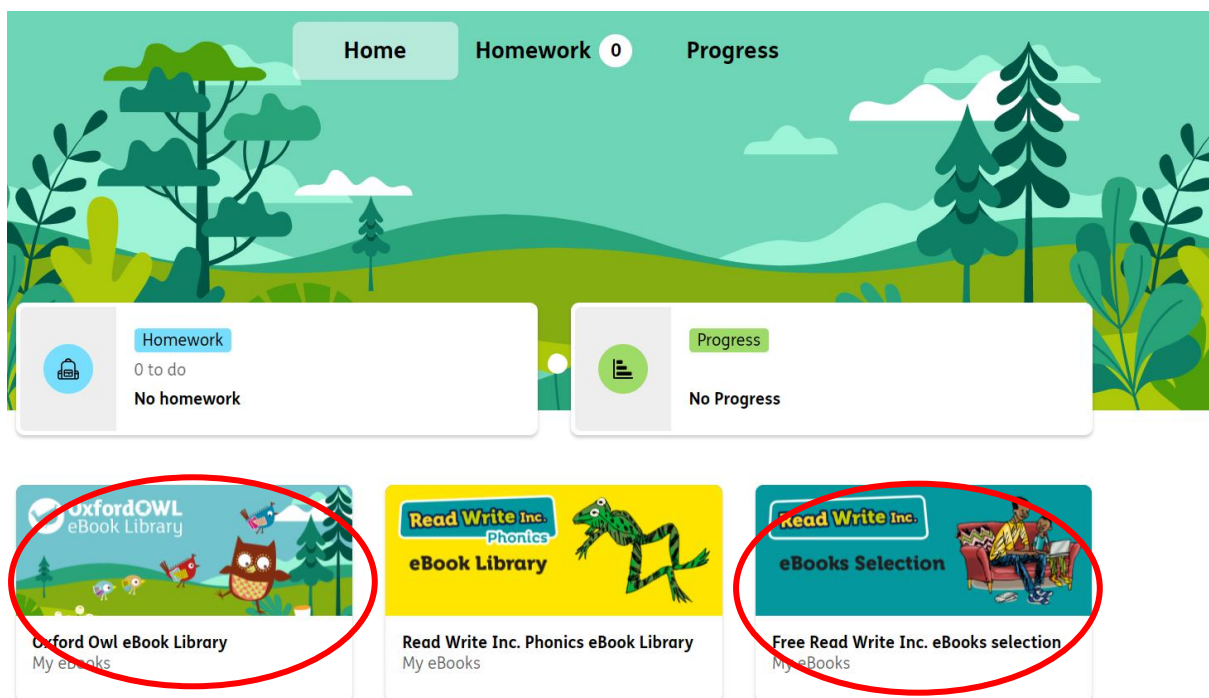 Home Homework 0 Progress
Homework
0 to do
No homework
Progress
No Progress
OxfordOWL
eBook Library
Read Write Inc.
Phonics
eBook Library
Read Write Inc.
eBooks Selection
Oxford Owl eBook Library
My eBooks
Read Write Inc. Phonics eBook Library
My eBooks
Free Read Write Inc. eBooks selection
My eBooks